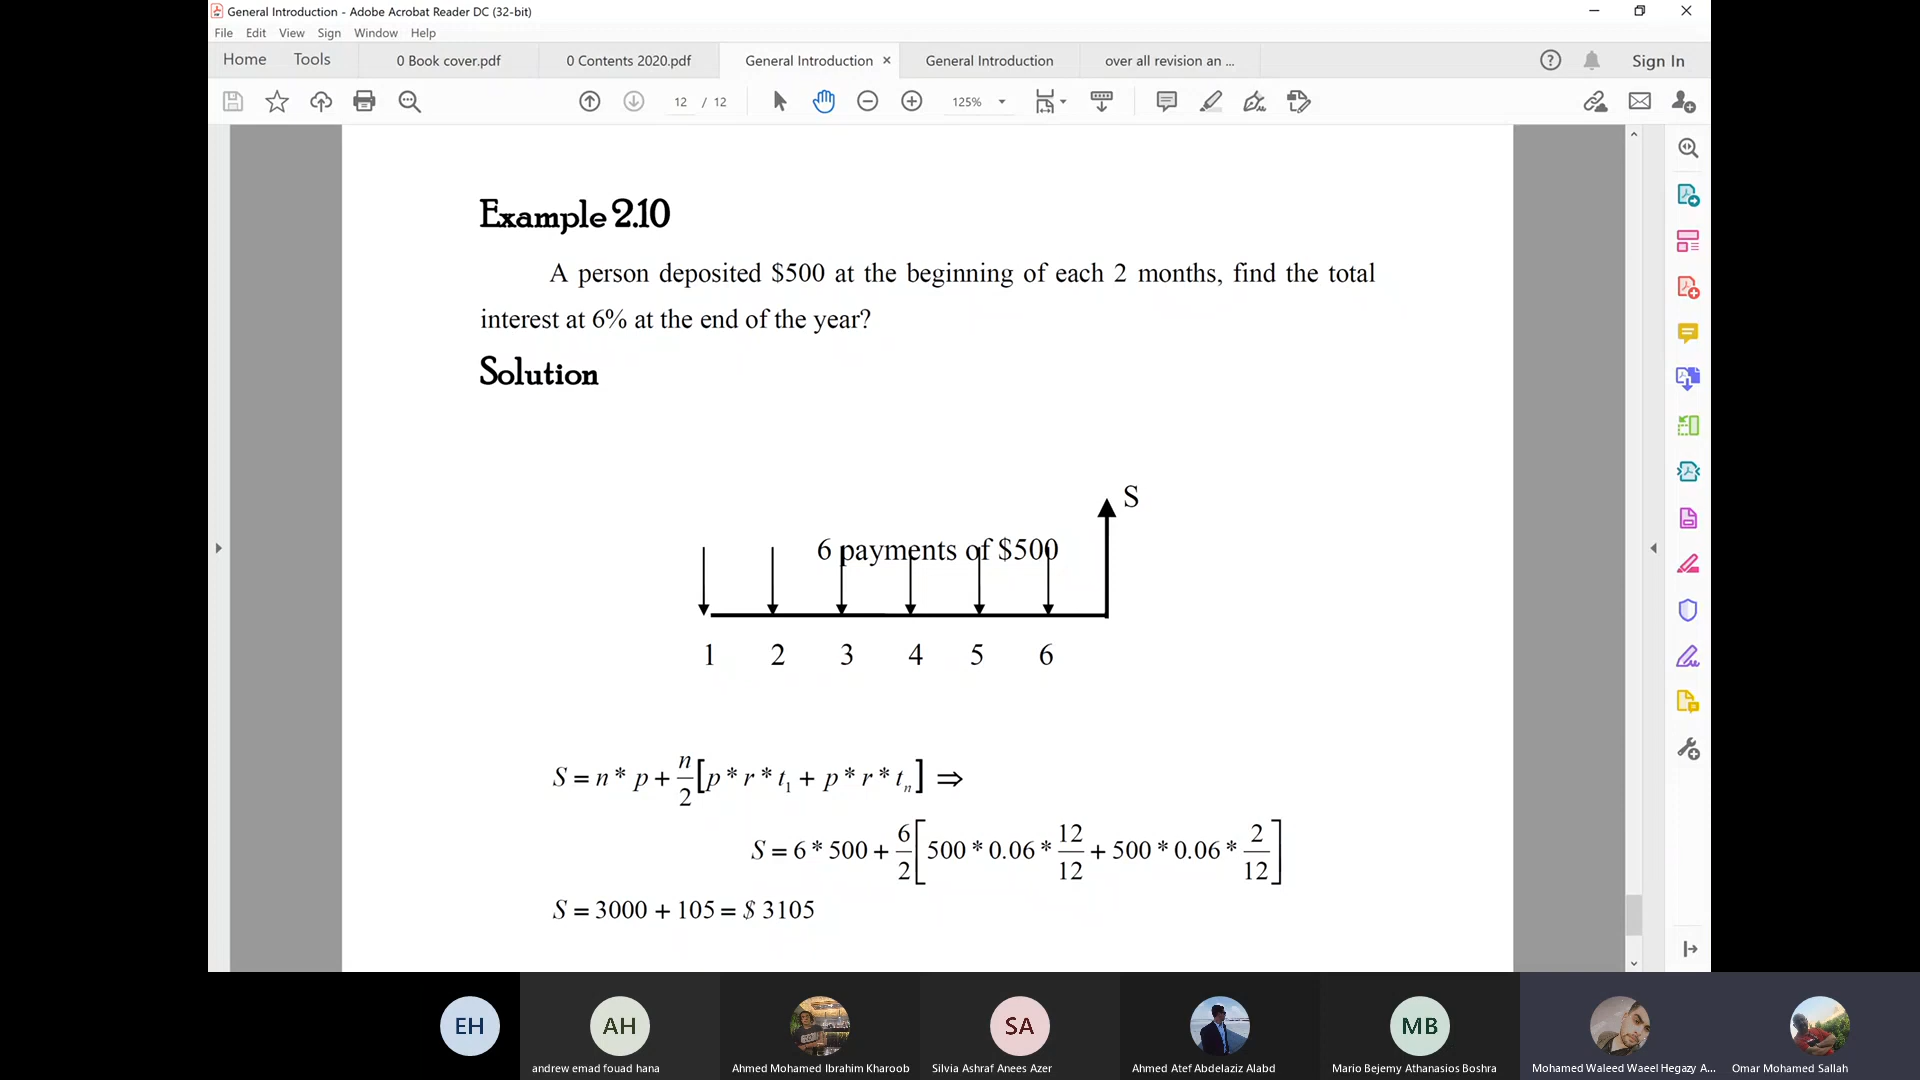 General Introduction - Adobe Acrobat Reader DC (32-bit)
File Edit View Sign Window Help
Home Tools 0 Book cover.pdf 0 Contents 2020.pdf General Introduction × General Introduction over all revision an ... Sign In
12 / 12 125%
Example 2.10
A person deposited $500 at the beginning of each 2 months, find the total
interest at 6% at the end of the year?
Solution
S
6 payments of $500
1 2 3 4 5 6
S = n * p + n/2 [p * r * t₁ + p * r * tₙ] ⇒
S = 6 * 500 + 6/2 [500 * 0.06 * 12/12 + 500 * 0.06 * 2/12]
S = 3000 + 105 = $ 3105
EH AH SA MB
andrew emad fouad hana Ahmed Mohamed Ibrahim Kharoob Silvia Ashraf Anees Azer Ahmed Atef Abdelaziz Alabd Mario Bejemy Athanasios Boshra Mohamed Waleed Waeel Hegazy A... Omar Mohamed Sallah